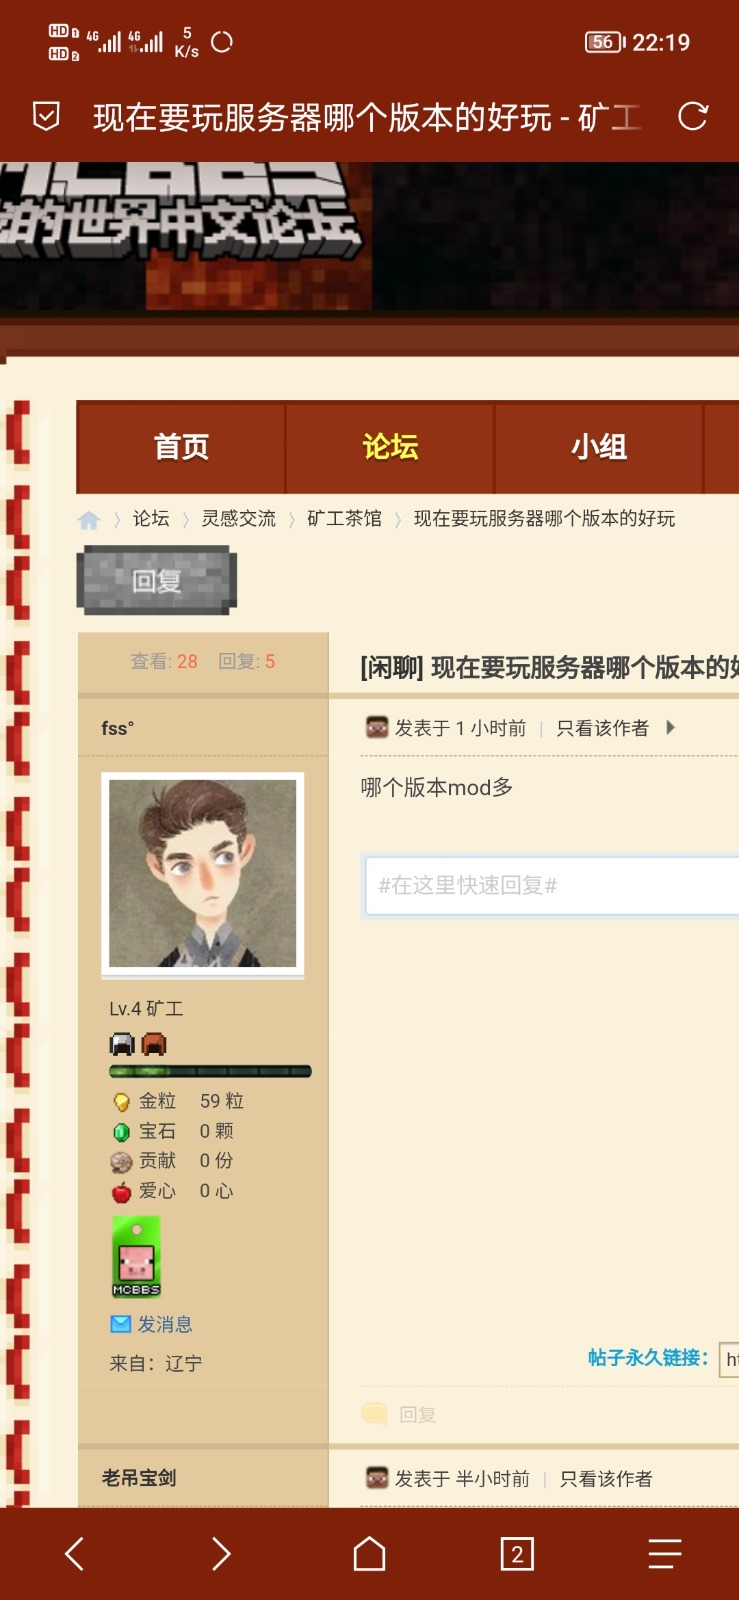 HD 1 4G 4G 5 K/s 56 22:19
HD 2
现在要玩服务器哪个版本的好玩 - 矿工
MCBBS
我的世界中文论坛
首页 论坛 小组
论坛 灵感交流 矿工茶馆 现在要玩服务器哪个版本的好玩
回复
查看: 28 回复: 5
[闲聊] 现在要玩服务器哪个版本的好
fss°
发表于 1 小时前 | 只看该作者
哪个版本mod多
#在这里快速回复#
Lv.4 矿工
金粒 59 粒
宝石 0 颗
贡献 0 份
爱心 0 心
MCBBS
发消息
来自：辽宁
帖子永久链接：
回复
老吊宝剑
发表于 半小时前 | 只看该作者
2